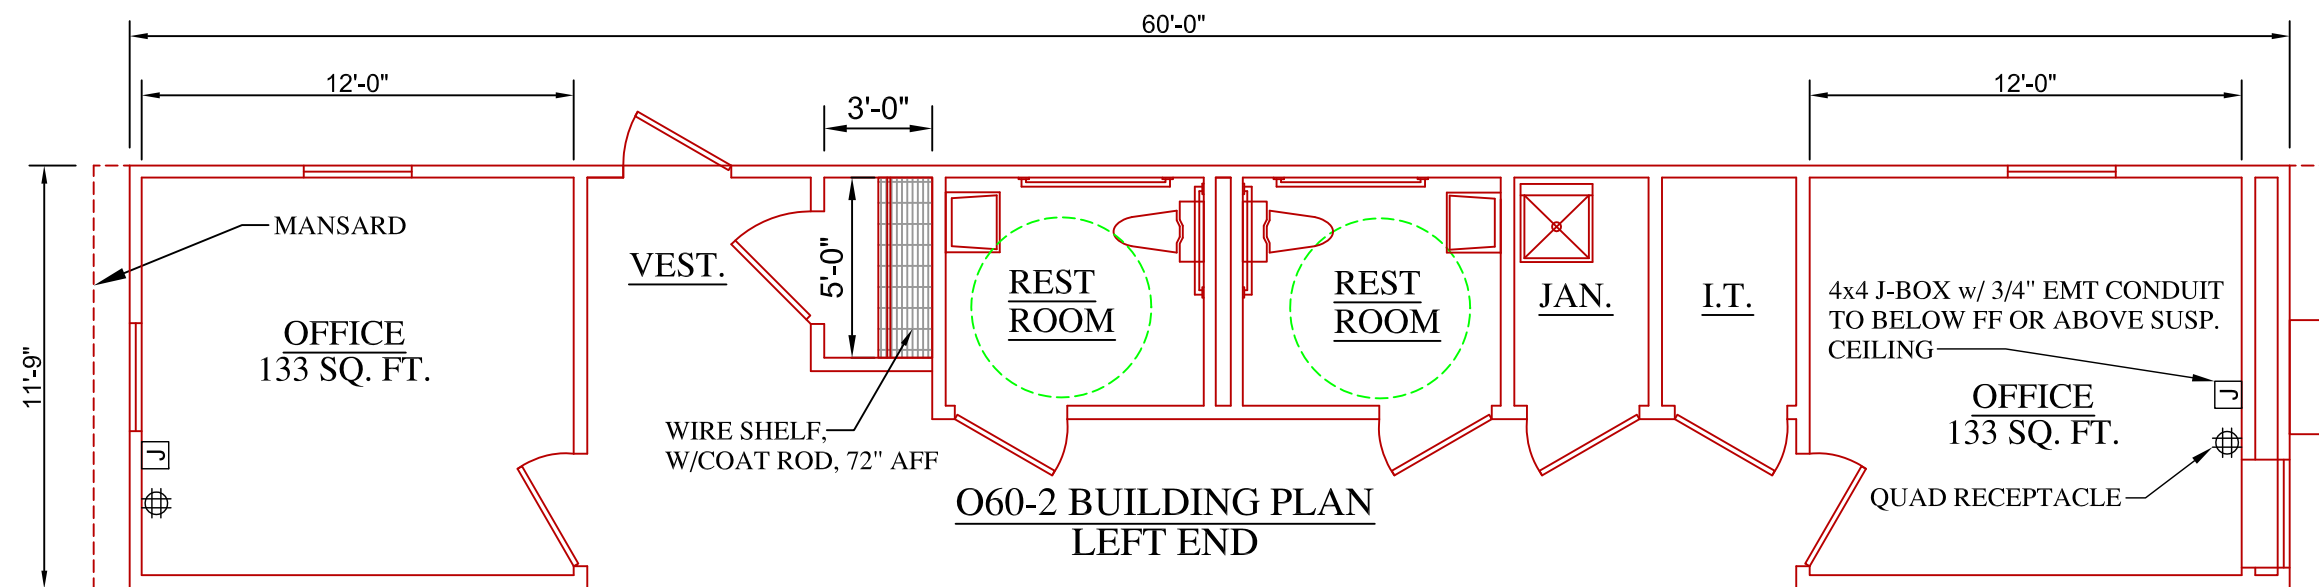 60'-0"
12'-0"
3'-0"
12'-0"
11'-9"
MANSARD
VEST.
5'-0"
OFFICE
133 SQ. FT.
REST
ROOM
REST
ROOM
JAN.
I.T.
4x4 J-BOX w/ 3/4" EMT CONDUIT
TO BELOW FF OR ABOVE SUSP.
CEILING
J
OFFICE
133 SQ. FT.
WIRE SHELF,
W/COAT ROD, 72" AFF
J
QUAD RECEPTACLE
O60-2 BUILDING PLAN
LEFT END